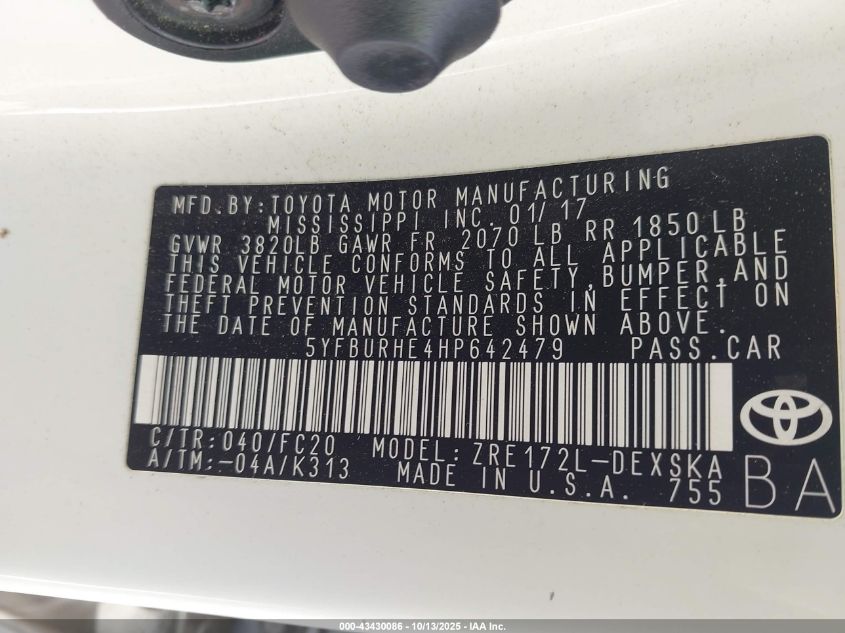 MFD.BY:TOYOTA MOTOR MANUFACTURING
MISSISSIPPI INC. 01/17
GVWR 3820LB GAWR FR 2070 LB RR 1850 LB
THIS VEHICLE CONFORMS TO ALL APPLICABLE
FEDERAL MOTOR VEHICLE SAFETY,BUMPER,AND
THEFT PREVENTION STANDARDS IN EFFECT ON
THE DATE OF MANUFACTURE SHOWN ABOVE.
5YFBURHE4HP642479 PASS.CAR
C/TR:040/FC20 MODEL:ZRE172L-DEXSKA
A/TM:-04A/K313 MADE IN U.S.A. 755 BA
000-43430086 - 10/13/2025 - IAA Inc.